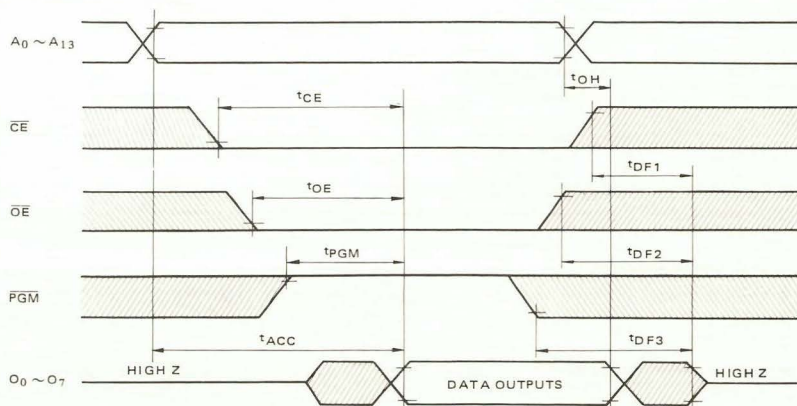 A0 ~ A13
tOH
tCE
CE
tDF1
tOE
OE
tDF2
tPGM
PGM
tACC
tDF3
HIGH Z
HIGH Z
O0 ~ O7
DATA OUTPUTS